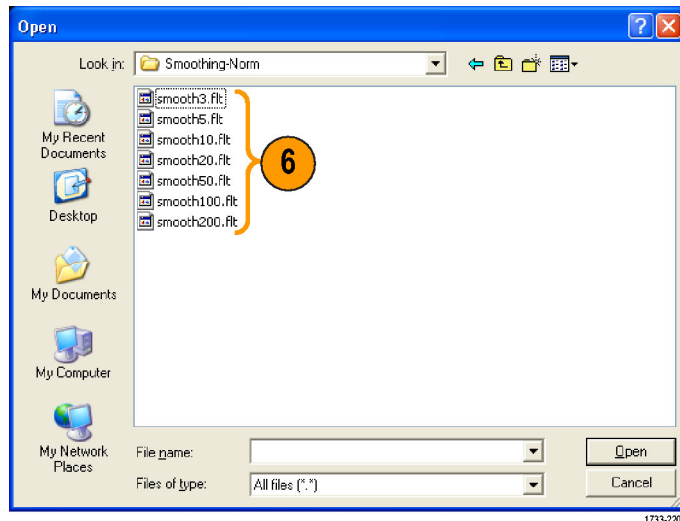 Open
Look in: Smoothing-Norm
smooth3.flt
smooth5.flt
smooth10.flt
smooth20.flt
smooth50.flt
smooth100.flt
smooth200.flt
6
My Recent
Documents
Desktop
My Documents
My Computer
My Network
Places
File name:
Open
Files of type: All files (*.*)
Cancel
1733-220